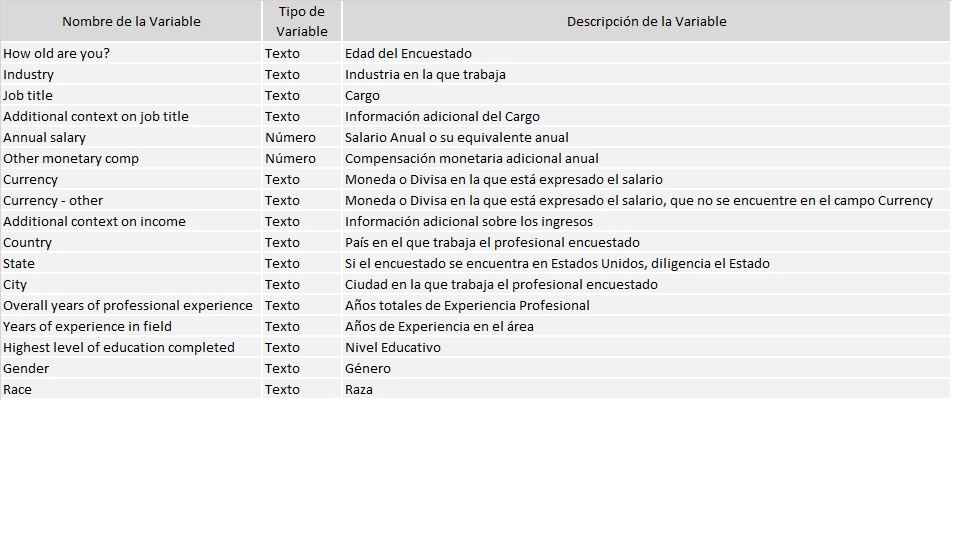 Nombre de la Variable Tipo de Variable Descripción de la Variable
How old are you? Texto Edad del Encuestado
Industry Texto Industria en la que trabaja
Job title Texto Cargo
Additional context on job title Texto Información adicional del Cargo
Annual salary Número Salario Anual o su equivalente anual
Other monetary comp Número Compensación monetaria adicional anual
Currency Texto Moneda o Divisa en la que está expresado el salario
Currency - other Texto Moneda o Divisa en la que está expresado el salario, que no se encuentre en el campo Currency
Additional context on income Texto Información adicional sobre los ingresos
Country Texto País en el que trabaja el profesional encuestado
State Texto Si el encuestado se encuentra en Estados Unidos, diligencia el Estado
City Texto Ciudad en la que trabaja el profesional encuestado
Overall years of professional experience Texto Años totales de Experiencia Profesional
Years of experience in field Texto Años de Experiencia en el área
Highest level of education completed Texto Nivel Educativo
Gender Texto Género
Race Texto Raza